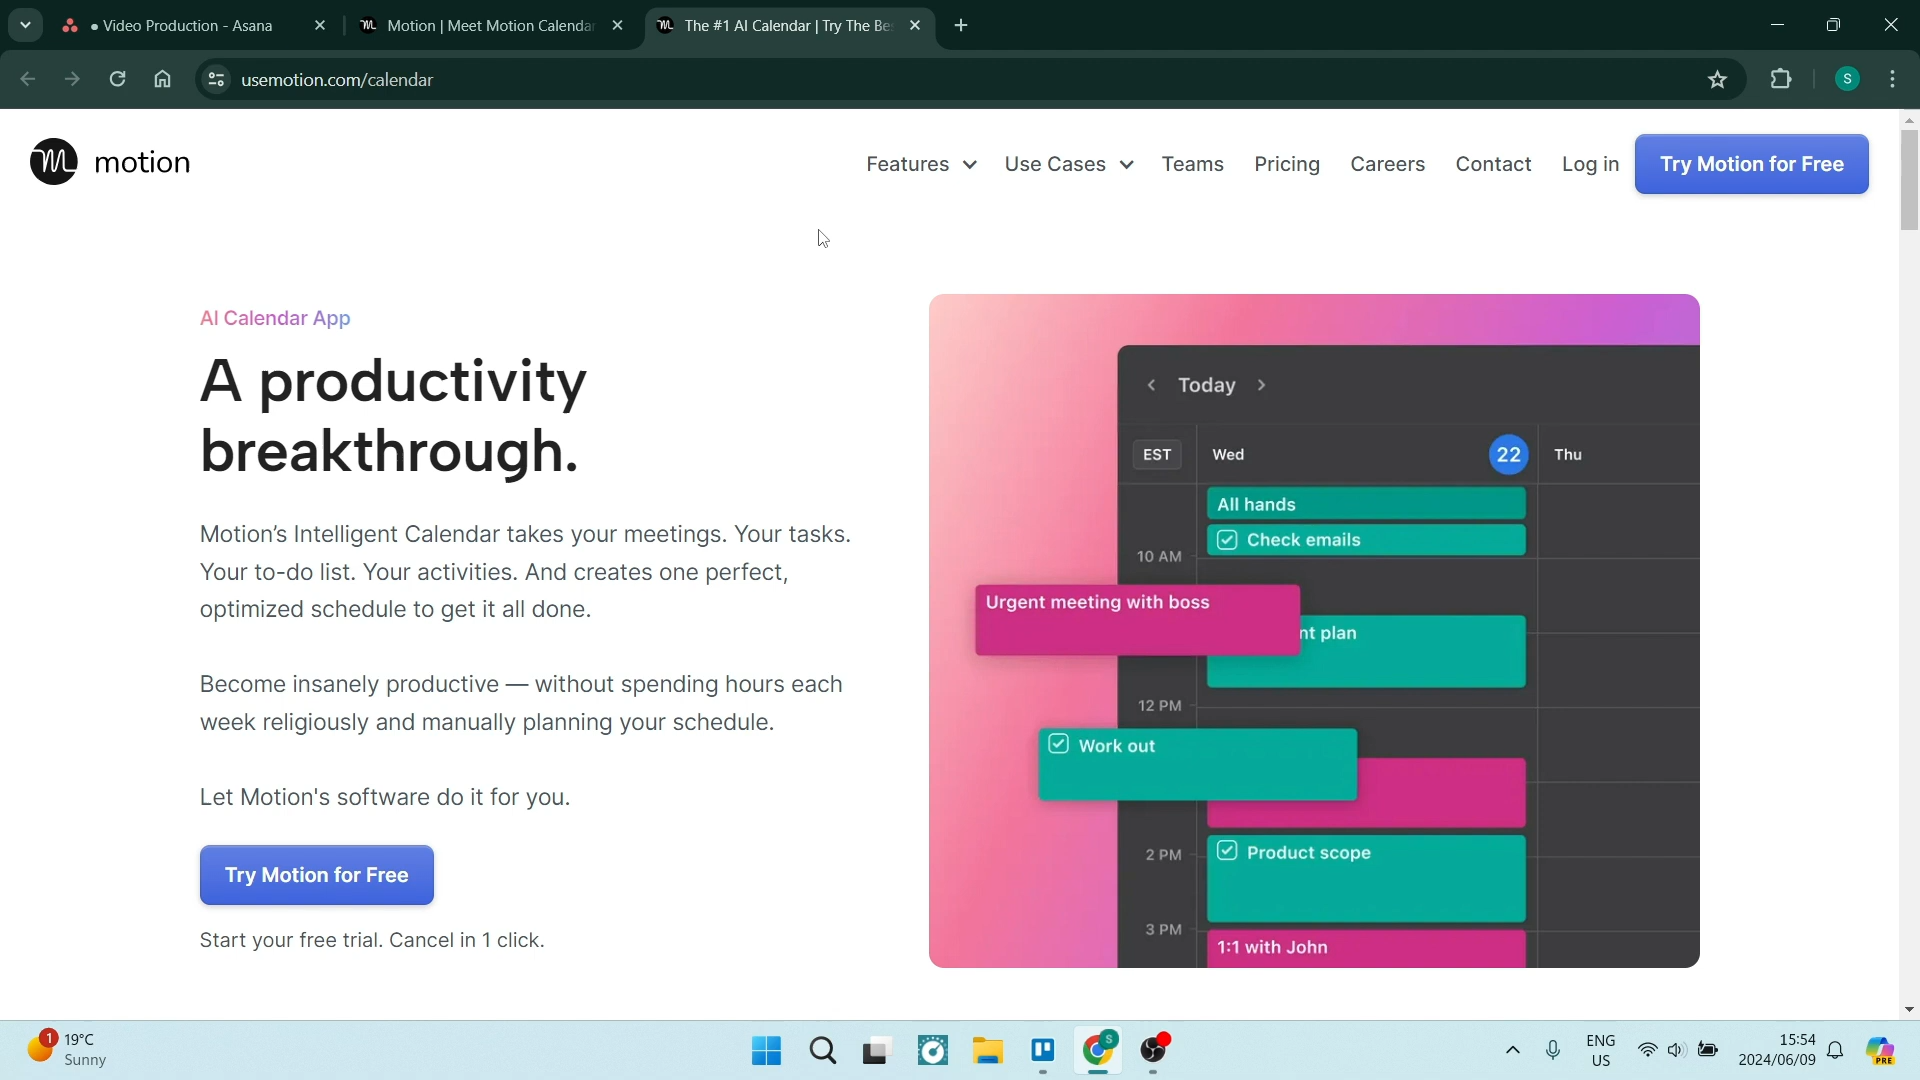 Video Production - Asana
Motion | Meet Motion Calendar
The #1 AI Calendar | Try The Bes
S
usemotion.com/calendar
motion
Features
Use Cases
Teams
Pricing
Careers
Contact
Log in
Try Motion for Free
AI Calendar App
A productivity
breakthrough.
Motion's Intelligent Calendar takes your meetings. Your tasks.
Your to-do list. Your activities. And creates one perfect,
optimized schedule to get it all done.
Become insanely productive — without spending hours each
week religiously and manually planning your schedule.
Let Motion's software do it for you.
Try Motion for Free
Start your free trial. Cancel in 1 click.
Today
EST
Wed
22
Thu
All hands
Check emails
10 AM
Urgent meeting with boss
nt plan
12 PM
Work out
2 PM
Product scope
3 PM
1:1 with John
1
19°C
Sunny
S
ENG
US
15:54
2024/06/09
PRE